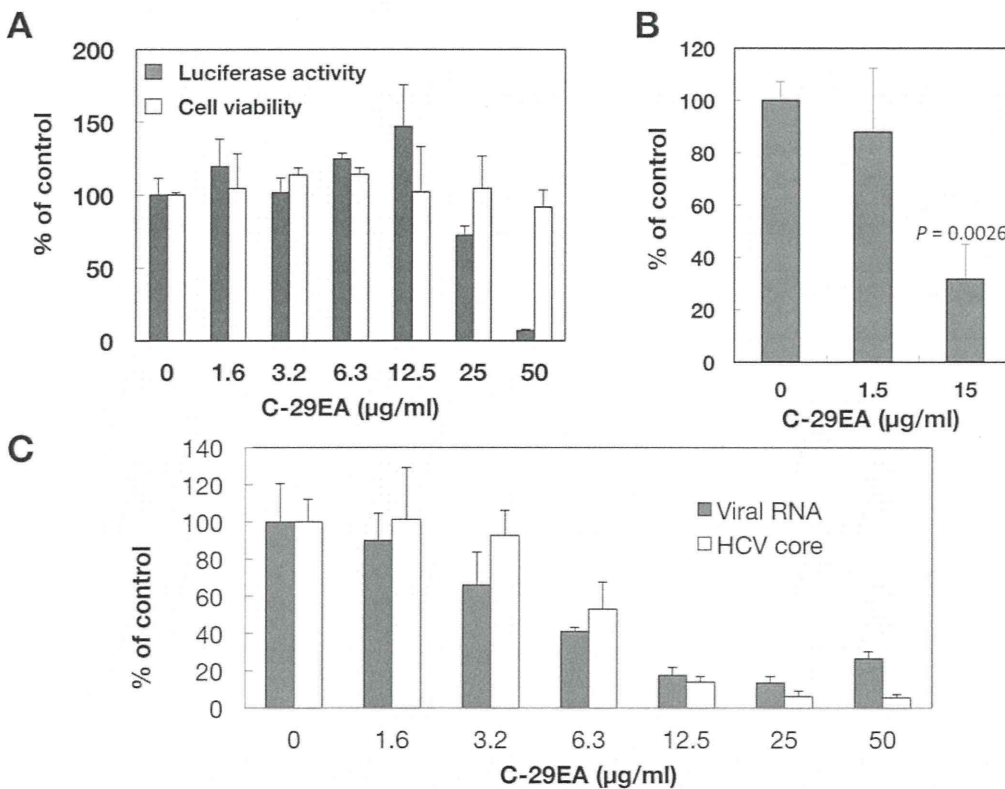 A
200
150
100
50
0
% of control
Luciferase activity
Cell viability
0 1.6 3.2 6.3 12.5 25 50
C-29EA (µg/ml)
B
120
100
80
60
40
20
0
% of control
P = 0.0026
0 1.5 15
C-29EA (µg/ml)
C
140
120
100
80
60
40
20
0
% of control
Viral RNA
HCV core
0 1.6 3.2 6.3 12.5 25 50
C-29EA (µg/ml)